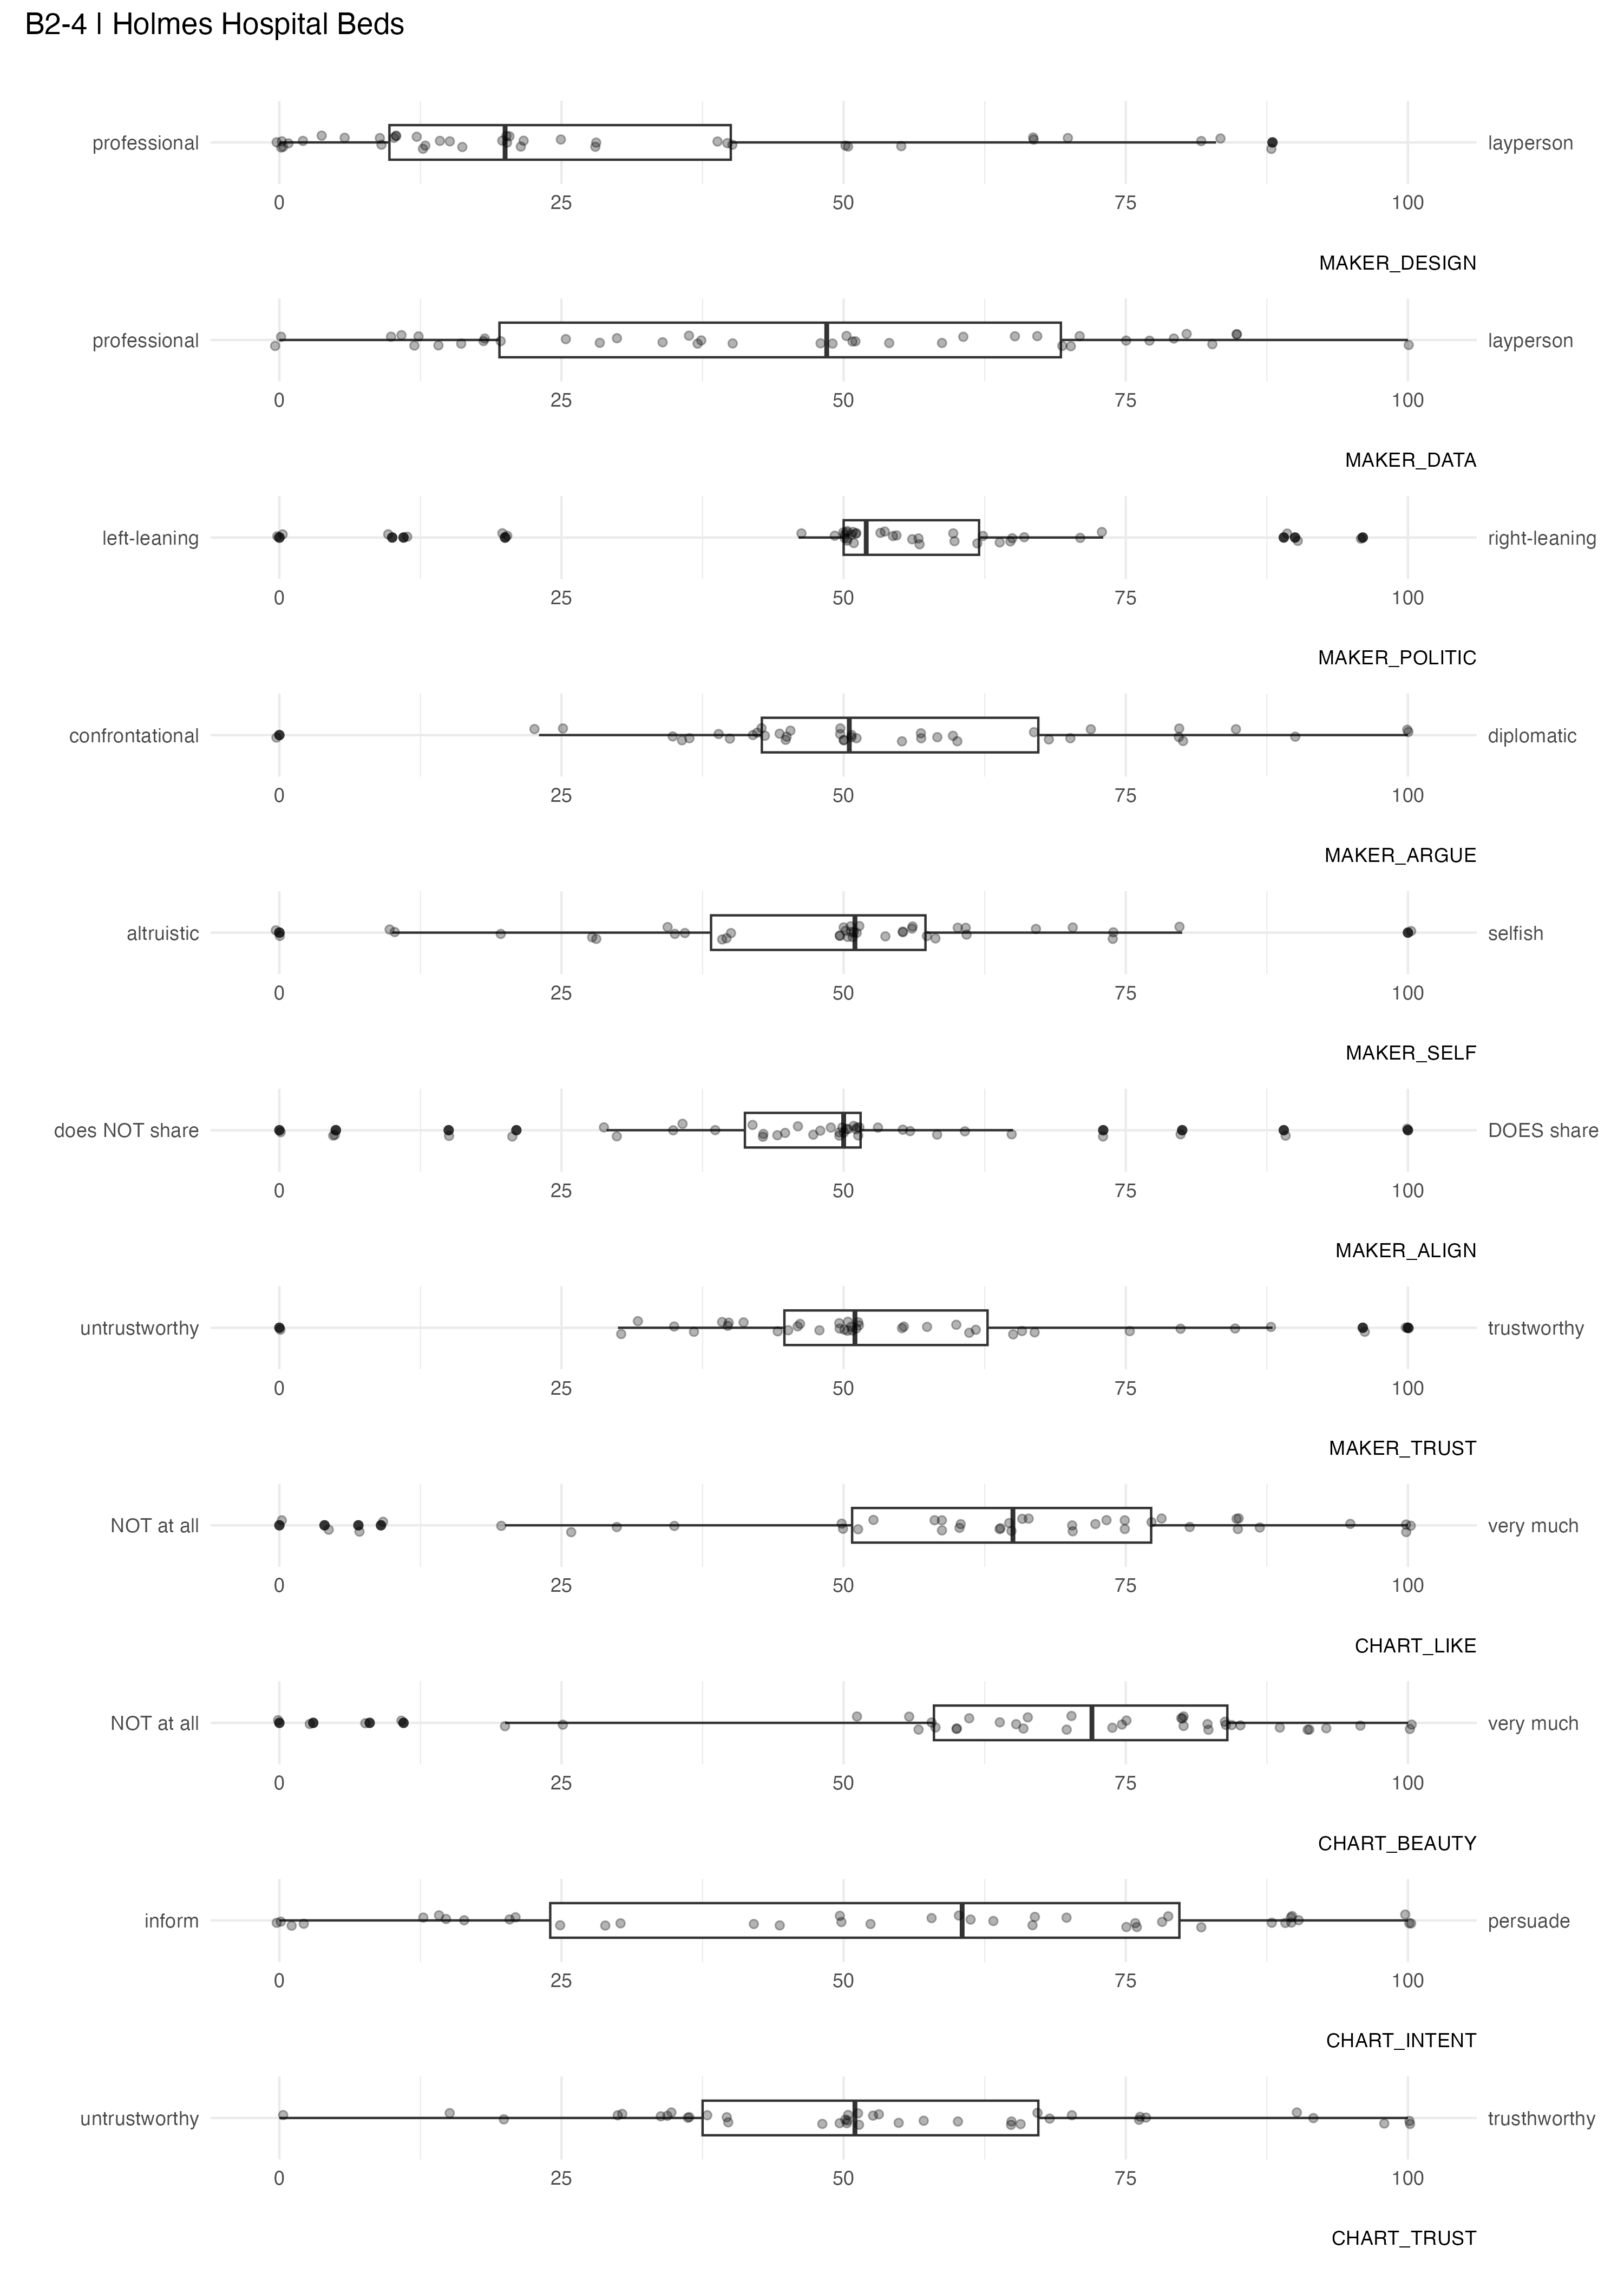 B2-4 | Holmes Hospital Beds
professional layperson
0 25 50 75 100
MAKER_DESIGN
professional layperson
0 25 50 75 100
MAKER_DATA
left-leaning right-leaning
0 25 50 75 100
MAKER_POLITIC
confrontational diplomatic
0 25 50 75 100
MAKER_ARGUE
altruistic selfish
0 25 50 75 100
MAKER_SELF
does NOT share DOES share
0 25 50 75 100
MAKER_ALIGN
untrustworthy trustworthy
0 25 50 75 100
MAKER_TRUST
NOT at all very much
0 25 50 75 100
CHART_LIKE
NOT at all very much
0 25 50 75 100
CHART_BEAUTY
inform persuade
0 25 50 75 100
CHART_INTENT
untrustworthy trusthworthy
0 25 50 75 100
CHART_TRUST